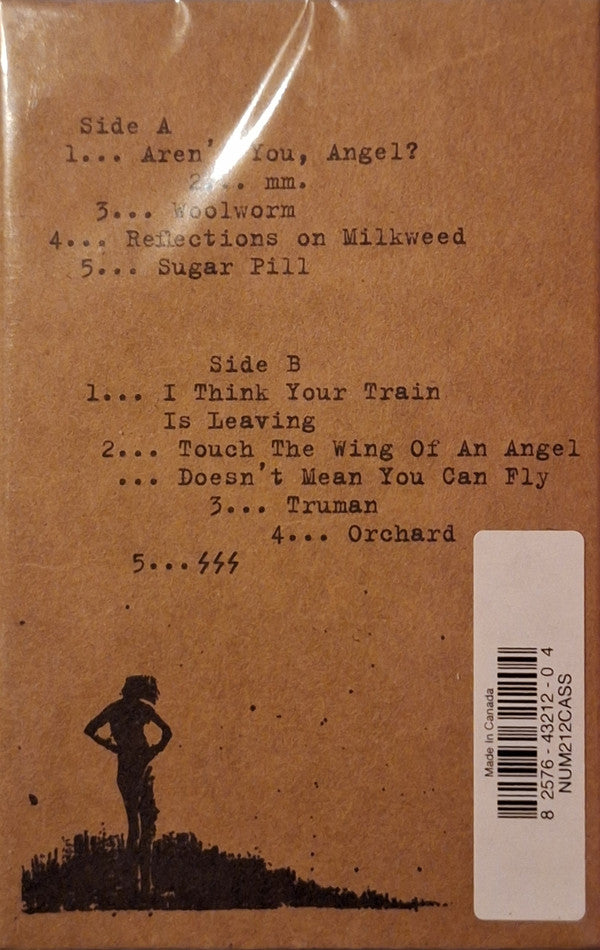 Side A
1... Aren't You, Angel?
2... mm.
3... Woolworm
4... Reflections on Milkweed
5... Sugar Pill
Side B
1... I Think Your Train
Is Leaving
2... Touch The Wing Of An Angel
... Doesn't Mean You Can Fly
3... Truman
4... Orchard
5...ϟϟϟ
Made In Canada
8 2576 - 43212 - 0 4
NUM212CASS